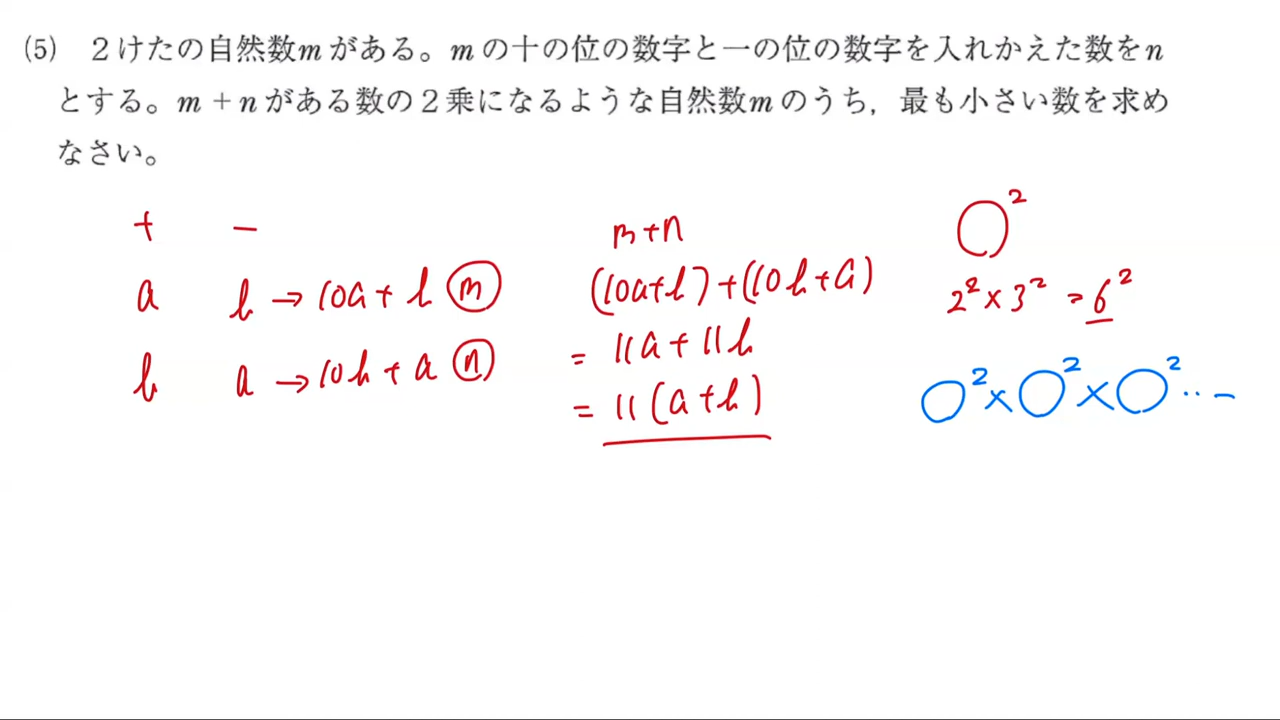 (5) 2けたの自然数mがある。mの十の位の数字と一の位の数字を入れかえた数をn
とする。m+nがある数の2乗になるような自然数mのうち,最も小さい数を求め
なさい。
+ −
a b → 10a+b m
b a → 10b+a n
m+n
(10a+b)+(10b+a)
= 11a+11b
= 11(a+b)
○²
2²×3² = 6²
○²×○²×○²...